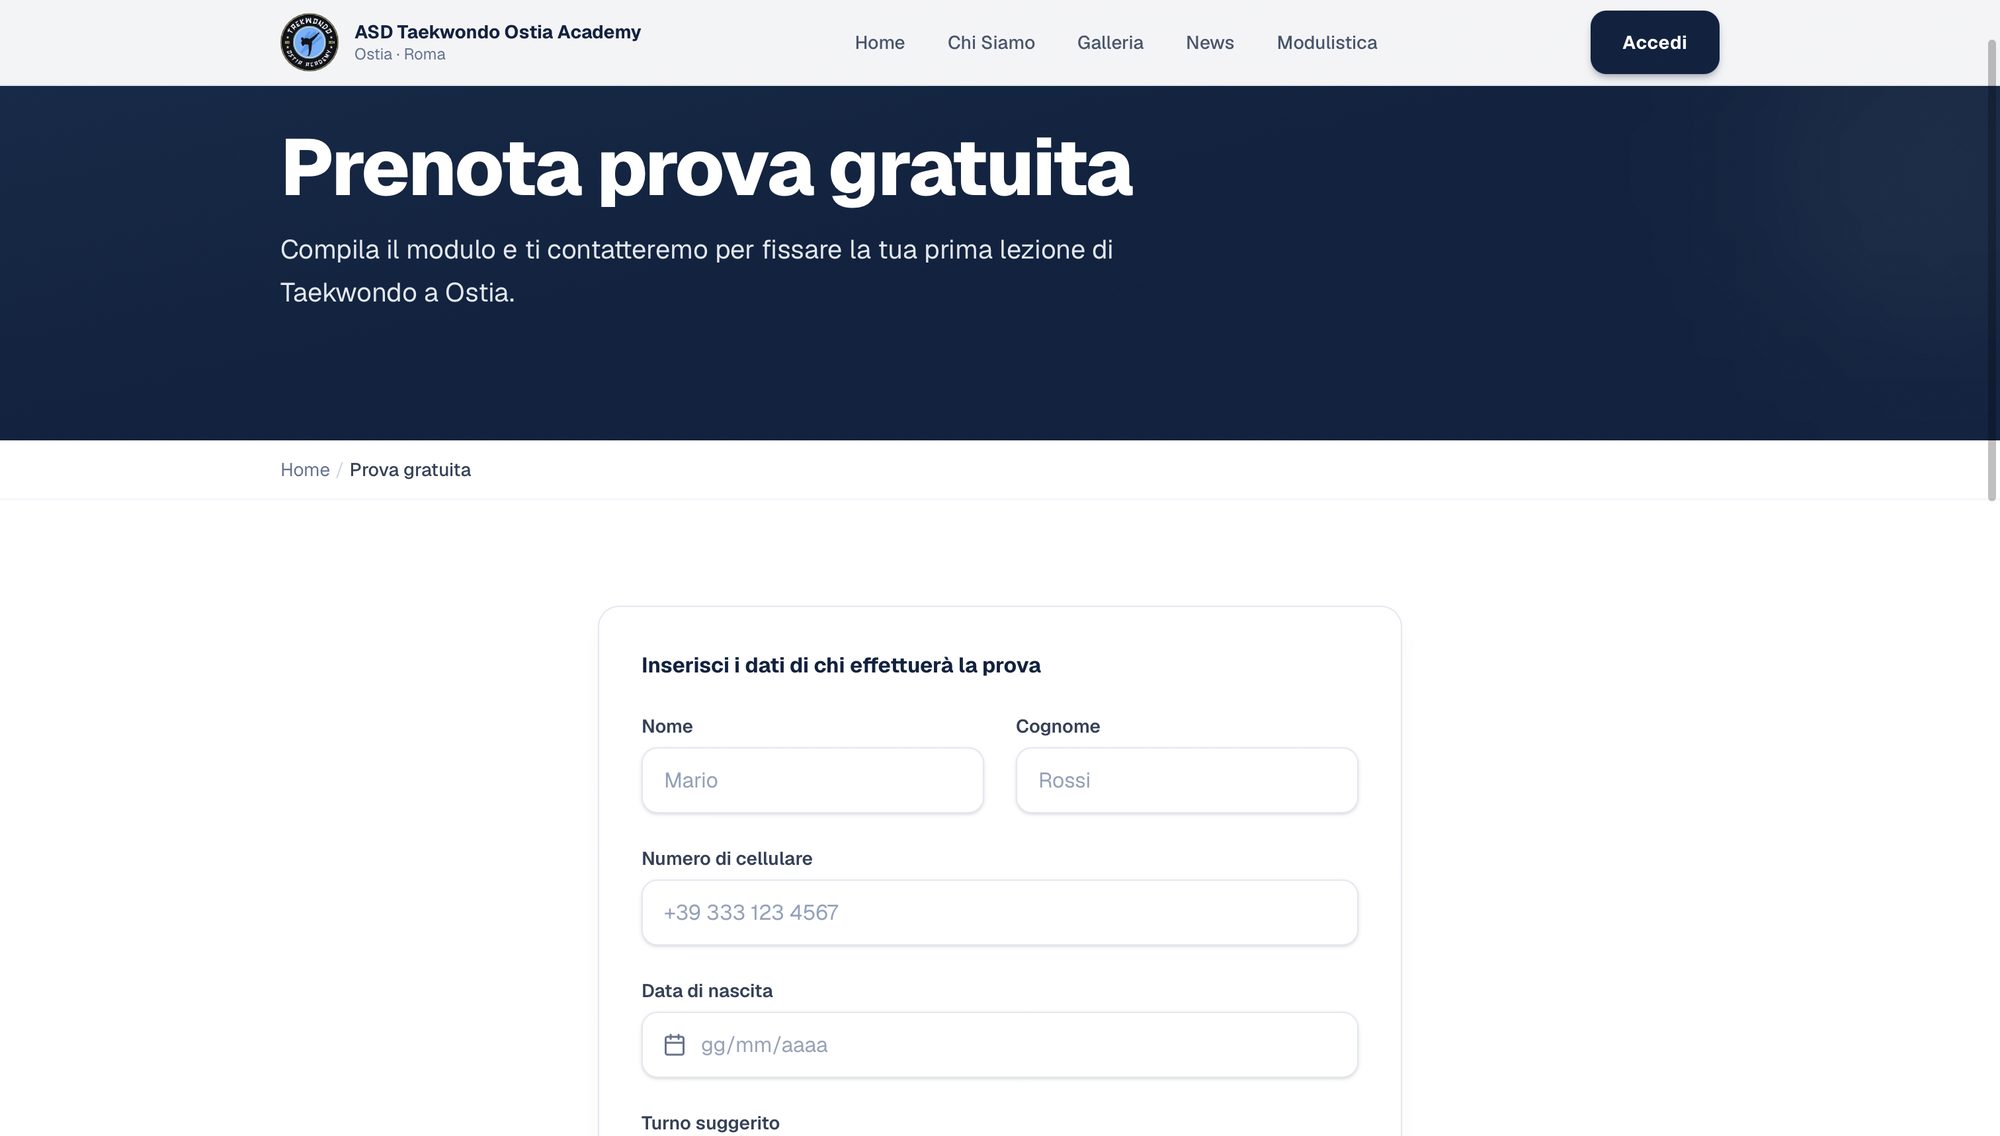 TAEKWONDO
OSTIA ACADEMY
ASD Taekwondo Ostia Academy
Ostia · Roma
Home
Chi Siamo
Galleria
News
Modulistica
Accedi
Prenota prova gratuita
Compila il modulo e ti contatteremo per fissare la tua prima lezione di
Taekwondo a Ostia.
Home / Prova gratuita
Inserisci i dati di chi effettuerà la prova
Nome
Cognome
Mario
Rossi
Numero di cellulare
+39 333 123 4567
Data di nascita
gg/mm/aaaa
Turno suggerito